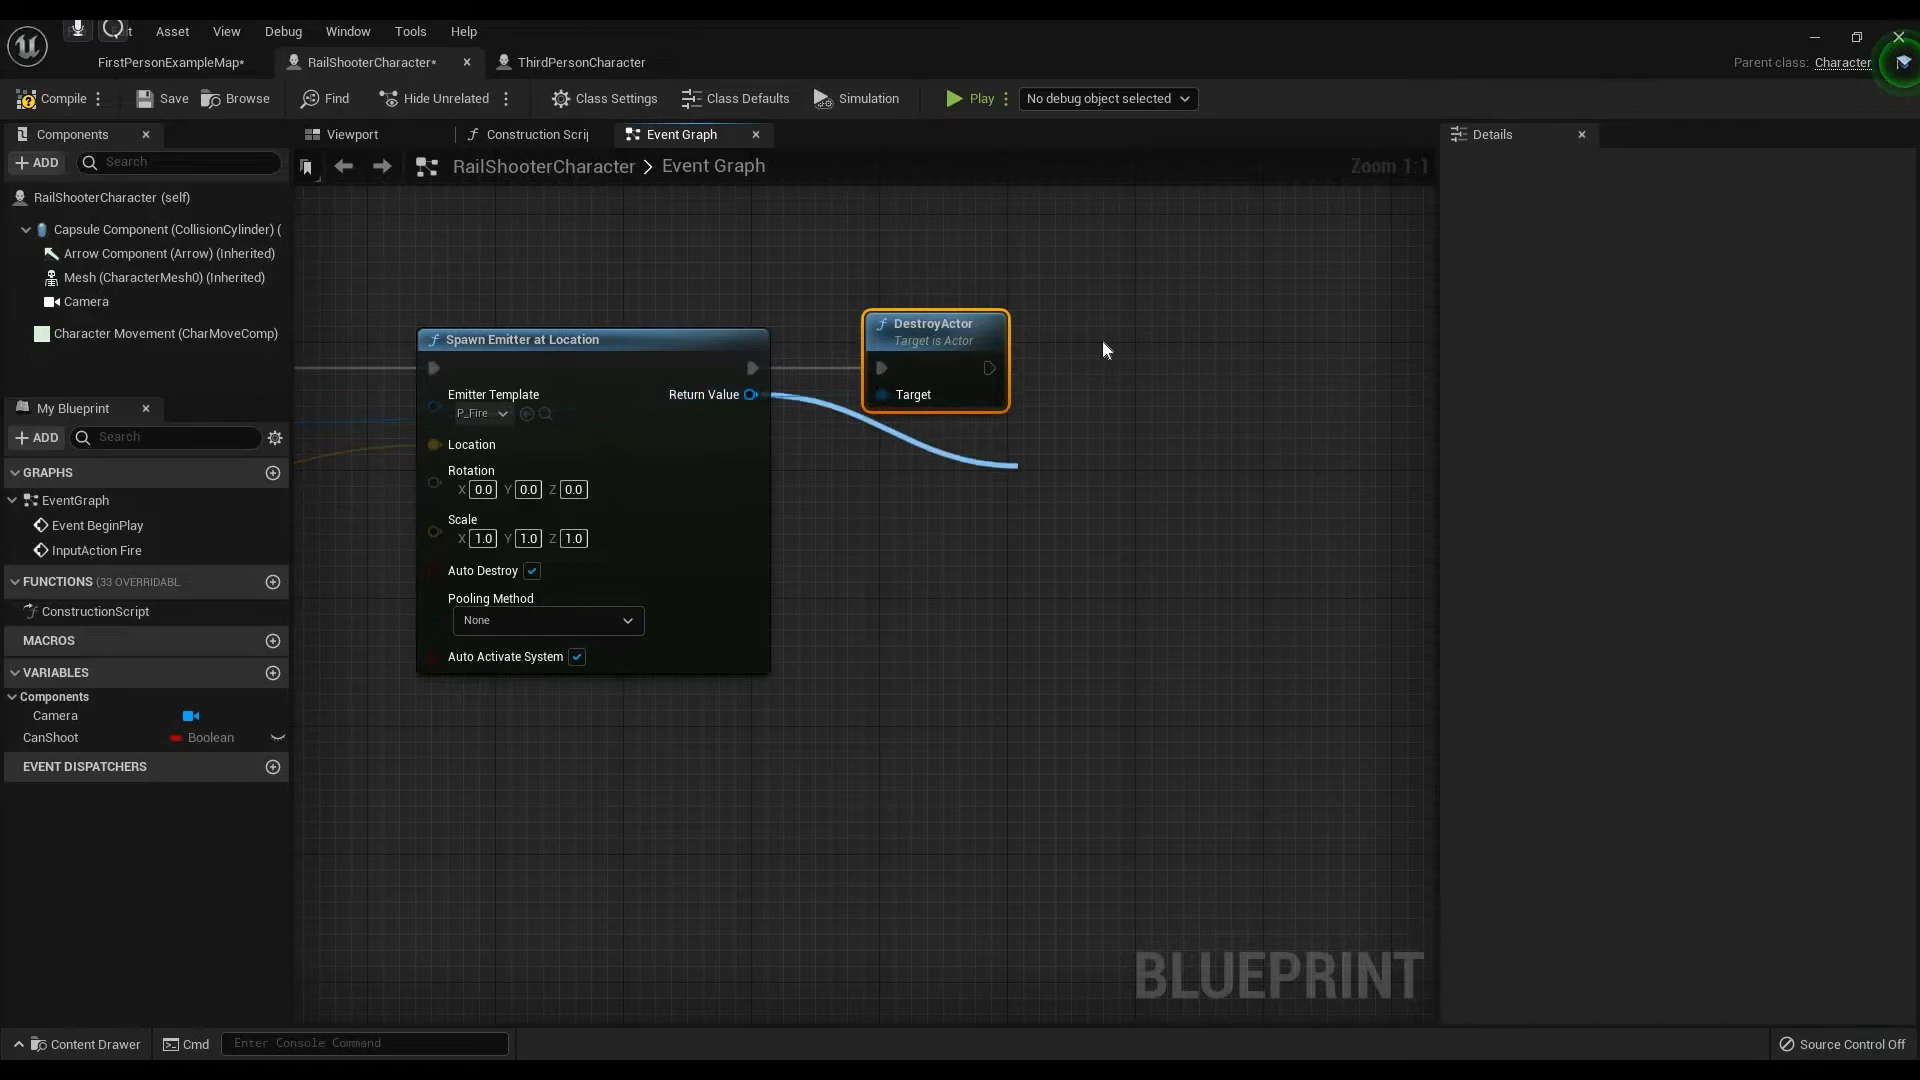 it
Asset
View
Debug
Window
Tools
Help
FirstPersonExampleMap*
RailShooterCharacter*
ThirdPersonCharacter
Parent class: Character
Compile
Save
Browse
Find
Hide Unrelated
Class Settings
Class Defaults
Simulation
Play
No debug object selected
Components
Viewport
Construction Scri
Event Graph
Details
+ ADD
Search
RailShooterCharacter > Event Graph
Zoom 1:1
RailShooterCharacter (self)
Capsule Component (CollisionCylinder) (
Arrow Component (Arrow) (Inherited)
Mesh (CharacterMesh0) (Inherited)
Camera
Character Movement (CharMoveComp)
My Blueprint
+ ADD
Search
GRAPHS
EventGraph
Event BeginPlay
InputAction Fire
FUNCTIONS (33 OVERRIDABL
ConstructionScript
MACROS
VARIABLES
Components
Camera
CanShoot
Boolean
EVENT DISPATCHERS
Spawn Emitter at Location
Emitter Template
P_Fire
Return Value
Location
Rotation
X 0.0 Y 0.0 Z 0.0
Scale
X 1.0 Y 1.0 Z 1.0
Auto Destroy
Pooling Method
None
Auto Activate System
DestroyActor
Target is Actor
Target
BLUEPRINT
Content Drawer
Cmd
Enter Console Command
Source Control Off